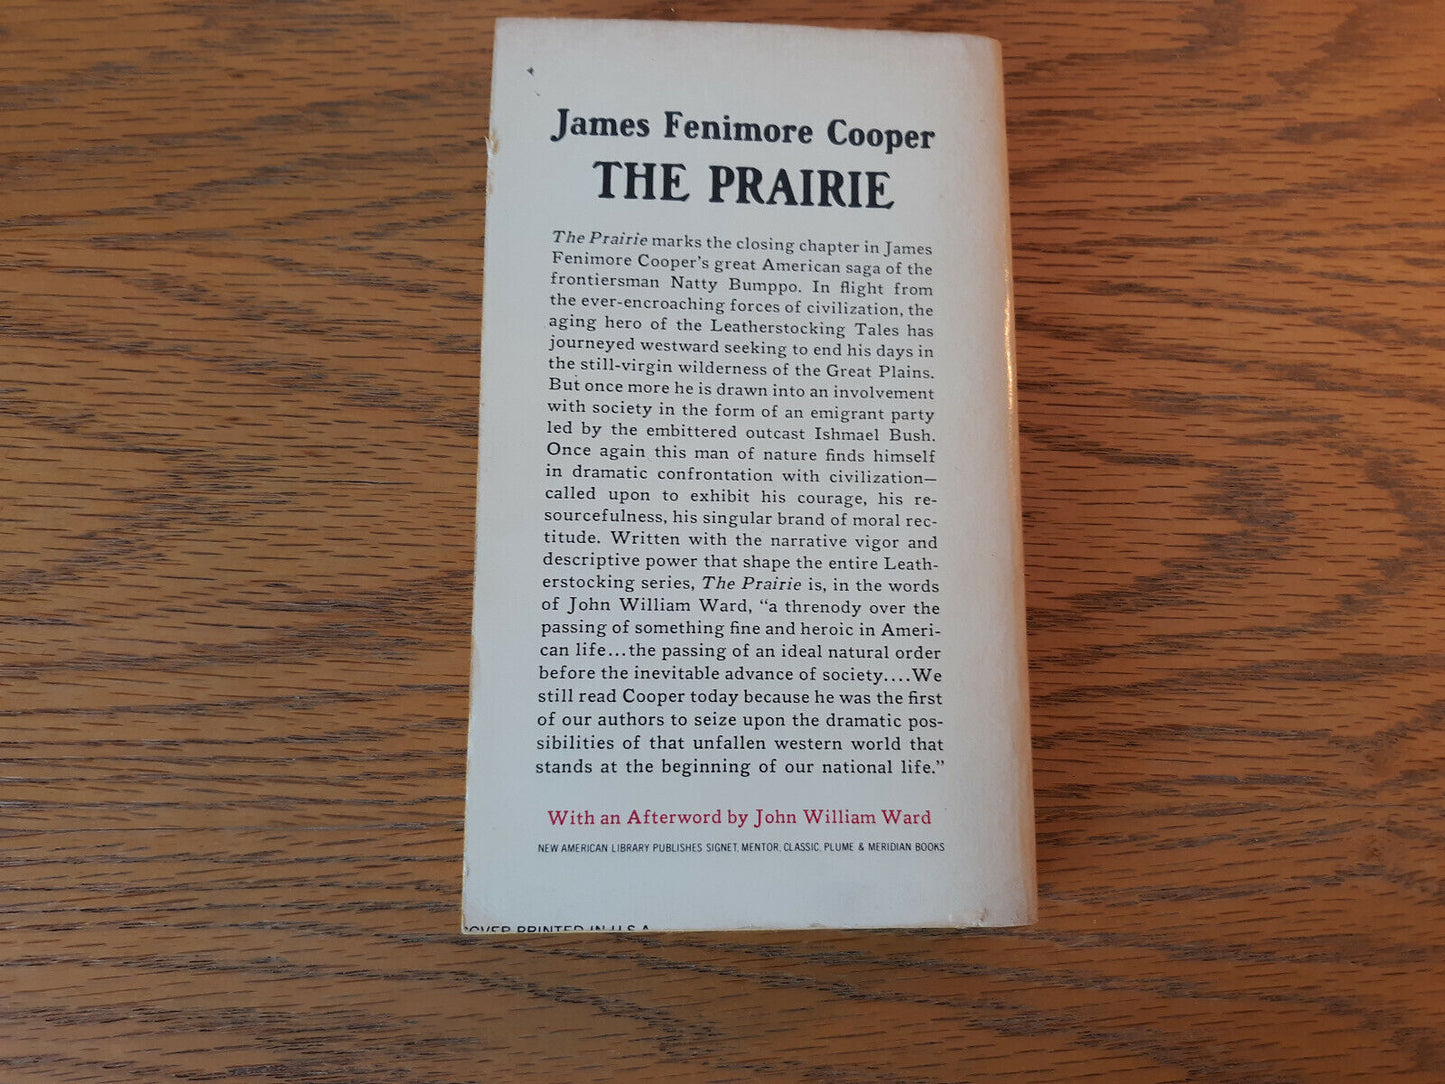 James Fenimore Cooper
THE PRAIRIE
The Prairie marks the closing chapter in James
Fenimore Cooper's great American saga of the
frontiersman Natty Bumppo. In flight from
the ever-encroaching forces of civilization, the
aging hero of the Leatherstocking Tales has
journeyed westward seeking to end his days in
the still-virgin wilderness of the Great Plains.
But once more he is drawn into an involvement
with society in the form of an emigrant party
led by the embittered outcast Ishmael Bush.
Once again this man of nature finds himself
in dramatic confrontation with civilization—
called upon to exhibit his courage, his re-
sourcefulness, his singular brand of moral rec-
titude. Written with the narrative vigor and
descriptive power that shape the entire Leath-
erstocking series, The Prairie is, in the words
of John William Ward, "a threnody over the
passing of something fine and heroic in Ameri-
can life...the passing of an ideal natural order
before the inevitable advance of society....We
still read Cooper today because he was the first
of our authors to seize upon the dramatic pos-
sibilities of that unfallen western world that
stands at the beginning of our national life."
With an Afterword by John William Ward
NEW AMERICAN LIBRARY PUBLISHES SIGNET, MENTOR, CLASSIC, PLUME & MERIDIAN BOOKS
COVER PRINTED IN U.S.A.